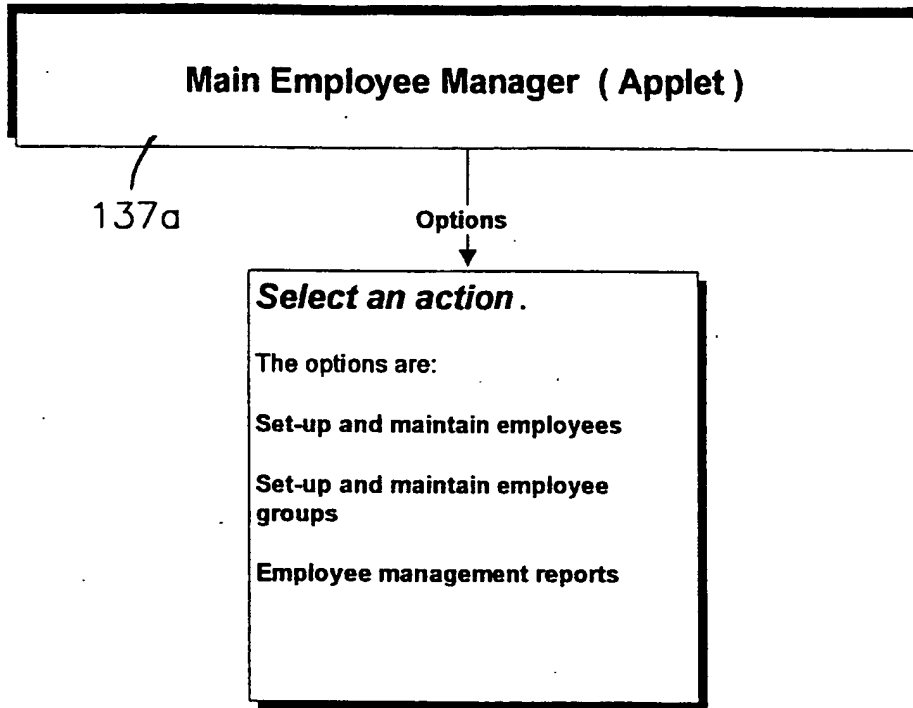 Main Employee Manager ( Applet )
137a
Options
Select an action.
The options are:
Set-up and maintain employees
Set-up and maintain employee
groups
Employee management reports